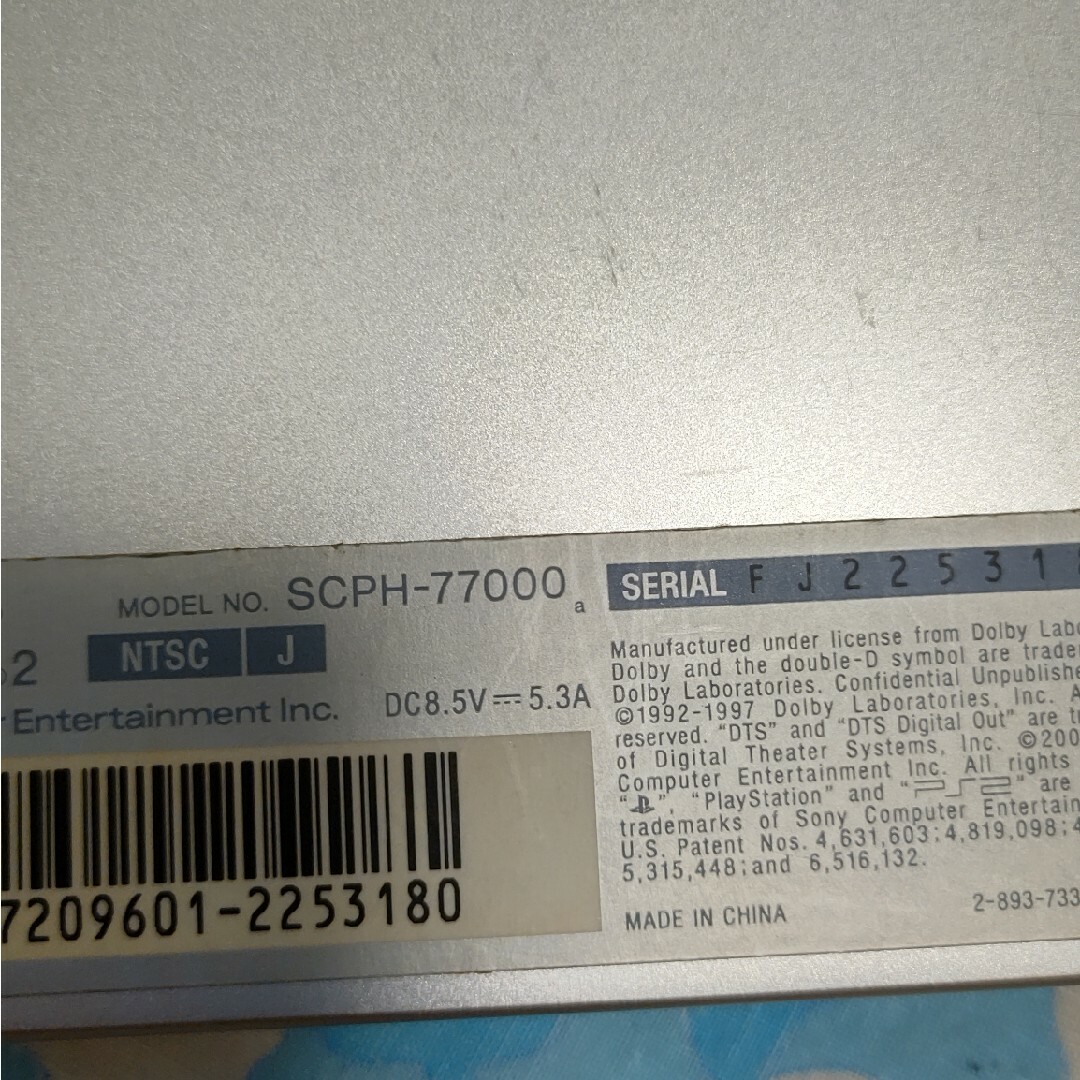 MODEL NO. SCPH-77000 a
2 NTSC J
Entertainment Inc. DC8.5V⎓5.3A
7209601-2253180
SERIAL FJ22531
Manufactured under license from Dolby
Dolby and the double-D symbol are
Dolby Laboratories. Confidential
©1992-1997 Dolby Laboratories, Inc.
reserved. "DTS" and "DTS Digital Out" are
of Digital Theater Systems, Inc. ©200
Computer Entertainment Inc. All rights
" ", "PlayStation" and "PS2" are
trademarks of Sony Computer
U.S. Patent Nos. 4,631,603:4,819,098:4
5,315,448:and 6,516,132.
MADE IN CHINA 2-893-733